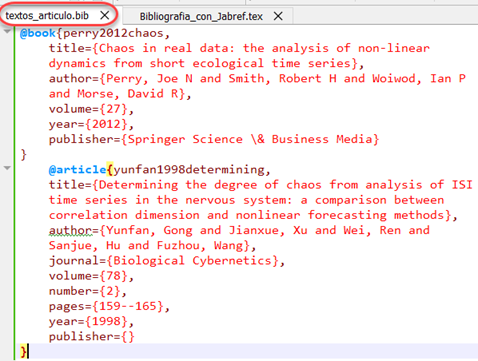 textos_articulo.bib
Bibliografia_con_Jabref.tex
@book{perry2012chaos,
title={Chaos in real data: the analysis of non-linear
dynamics from short ecological time series},
author={Perry, Joe N and Smith, Robert H and Woiwod, Ian P
and Morse, David R},
volume={27},
year={2012},
publisher={Springer Science \& Business Media}
}
@article{yunfan1998determining,
title={Determining the degree of chaos from analysis of ISI
time series in the nervous system: a comparison between
correlation dimension and nonlinear forecasting methods},
author={Yunfan, Gong and Jianxue, Xu and Wei, Ren and
Sanjue, Hu and Fuzhou, Wang},
journal={Biological Cybernetics},
volume={78},
number={2},
pages={159--165},
year={1998},
publisher={}
}